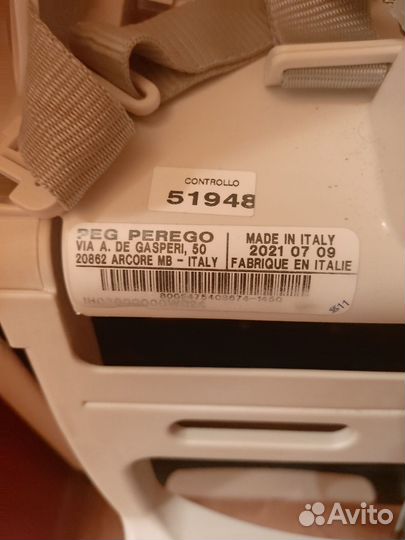 CONTROLLO
51948
PEG PEREGO
VIA A. DE GASPERI, 50
20862 ARCORE MB - ITALY
MADE IN ITALY
2021 07 09
FABRIQUE EN ITALIE
Avito